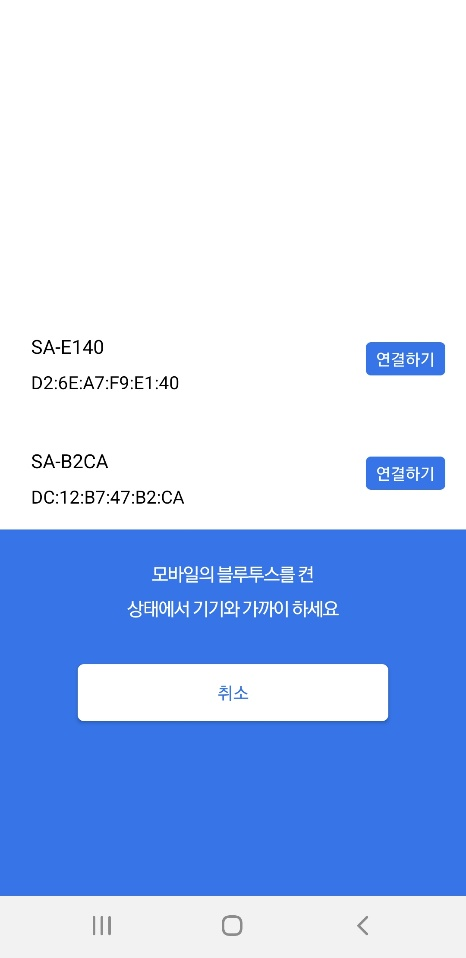 SA-E140
연결하기
D2:6E:A7:F9:E1:40
SA-B2CA
연결하기
DC:12:B7:47:B2:CA
모바일의 블루투스를 켠
상태에서 기기와 가까이 하세요
취소